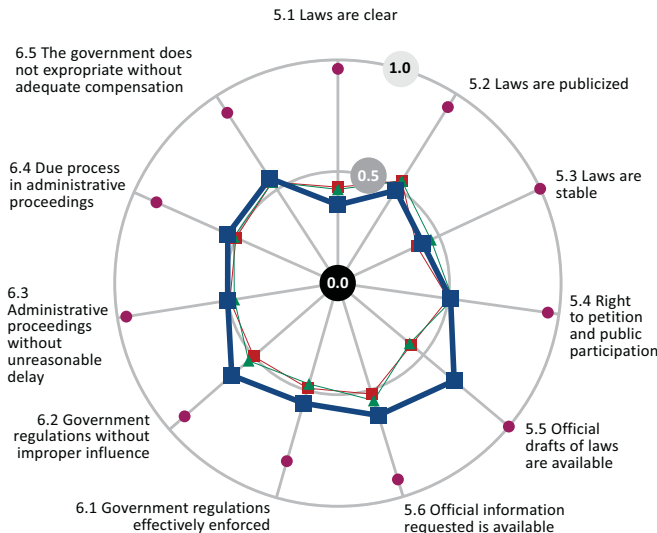 5.1 Laws are clear
1.0
5.2 Laws are publicized
5.3 Laws are
stable
5.4 Right
to petition
and public
participation
5.5 Official
drafts of laws
are available
5.6 Official information
requested is available
6.1 Government regulations
effectively enforced
6.2 Government
regulations without
improper influence
6.3
Administrative
proceedings
without
unreasonable
delay
6.4 Due process
in administrative
proceedings
6.5 The government does
not expropriate without
adequate compensation
0.5
0.0